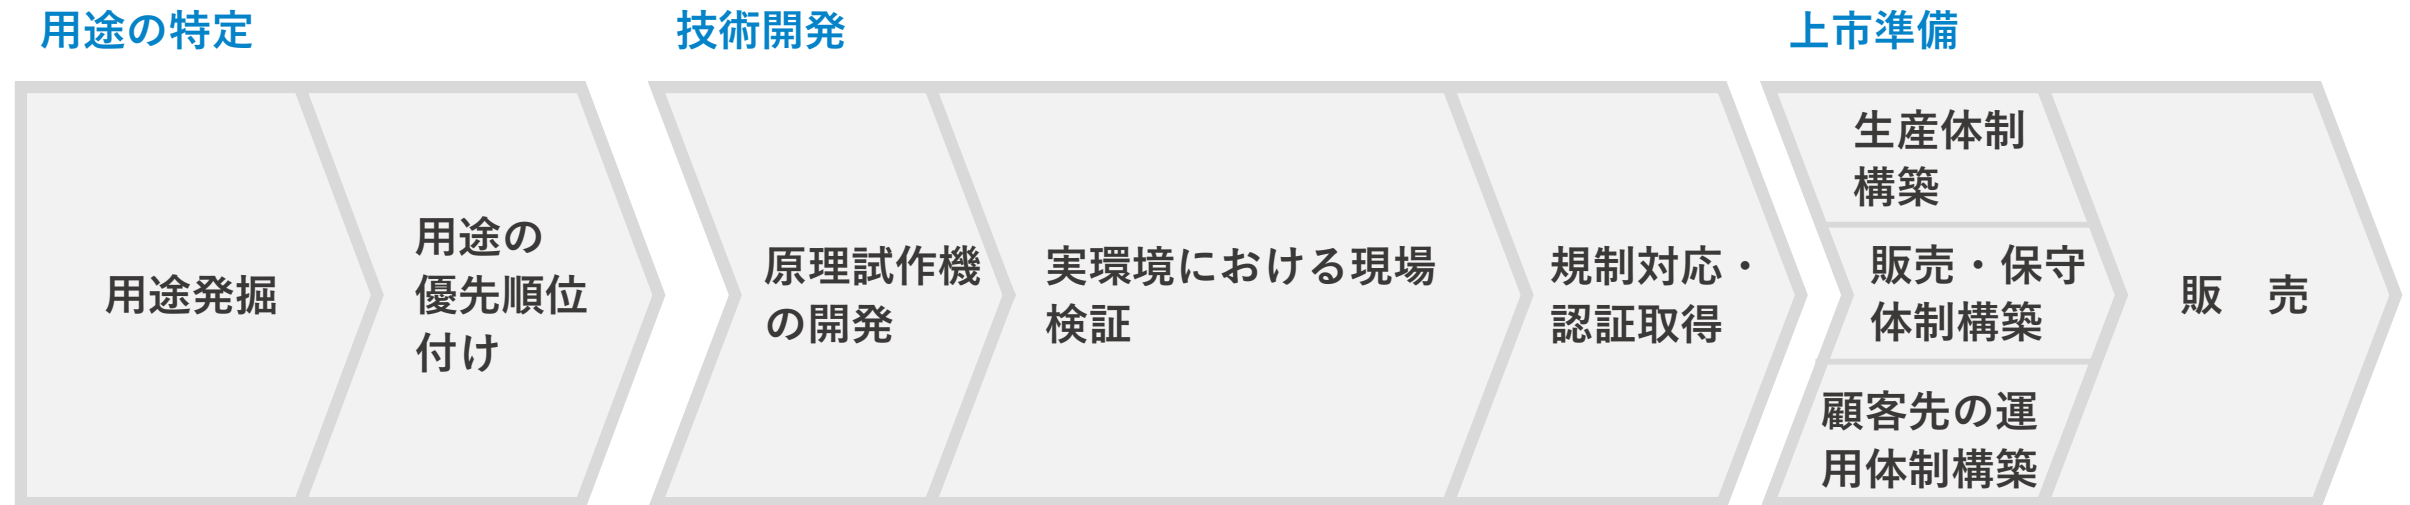 用途の特定
技術開発
上市準備
用途発掘
用途の
優先順位
付け
原理試作機
の開発
実環境における現場
検証
規制対応・
認証取得
生産体制
構築
販売・保守
体制構築
顧客先の運
用体制構築
販　売